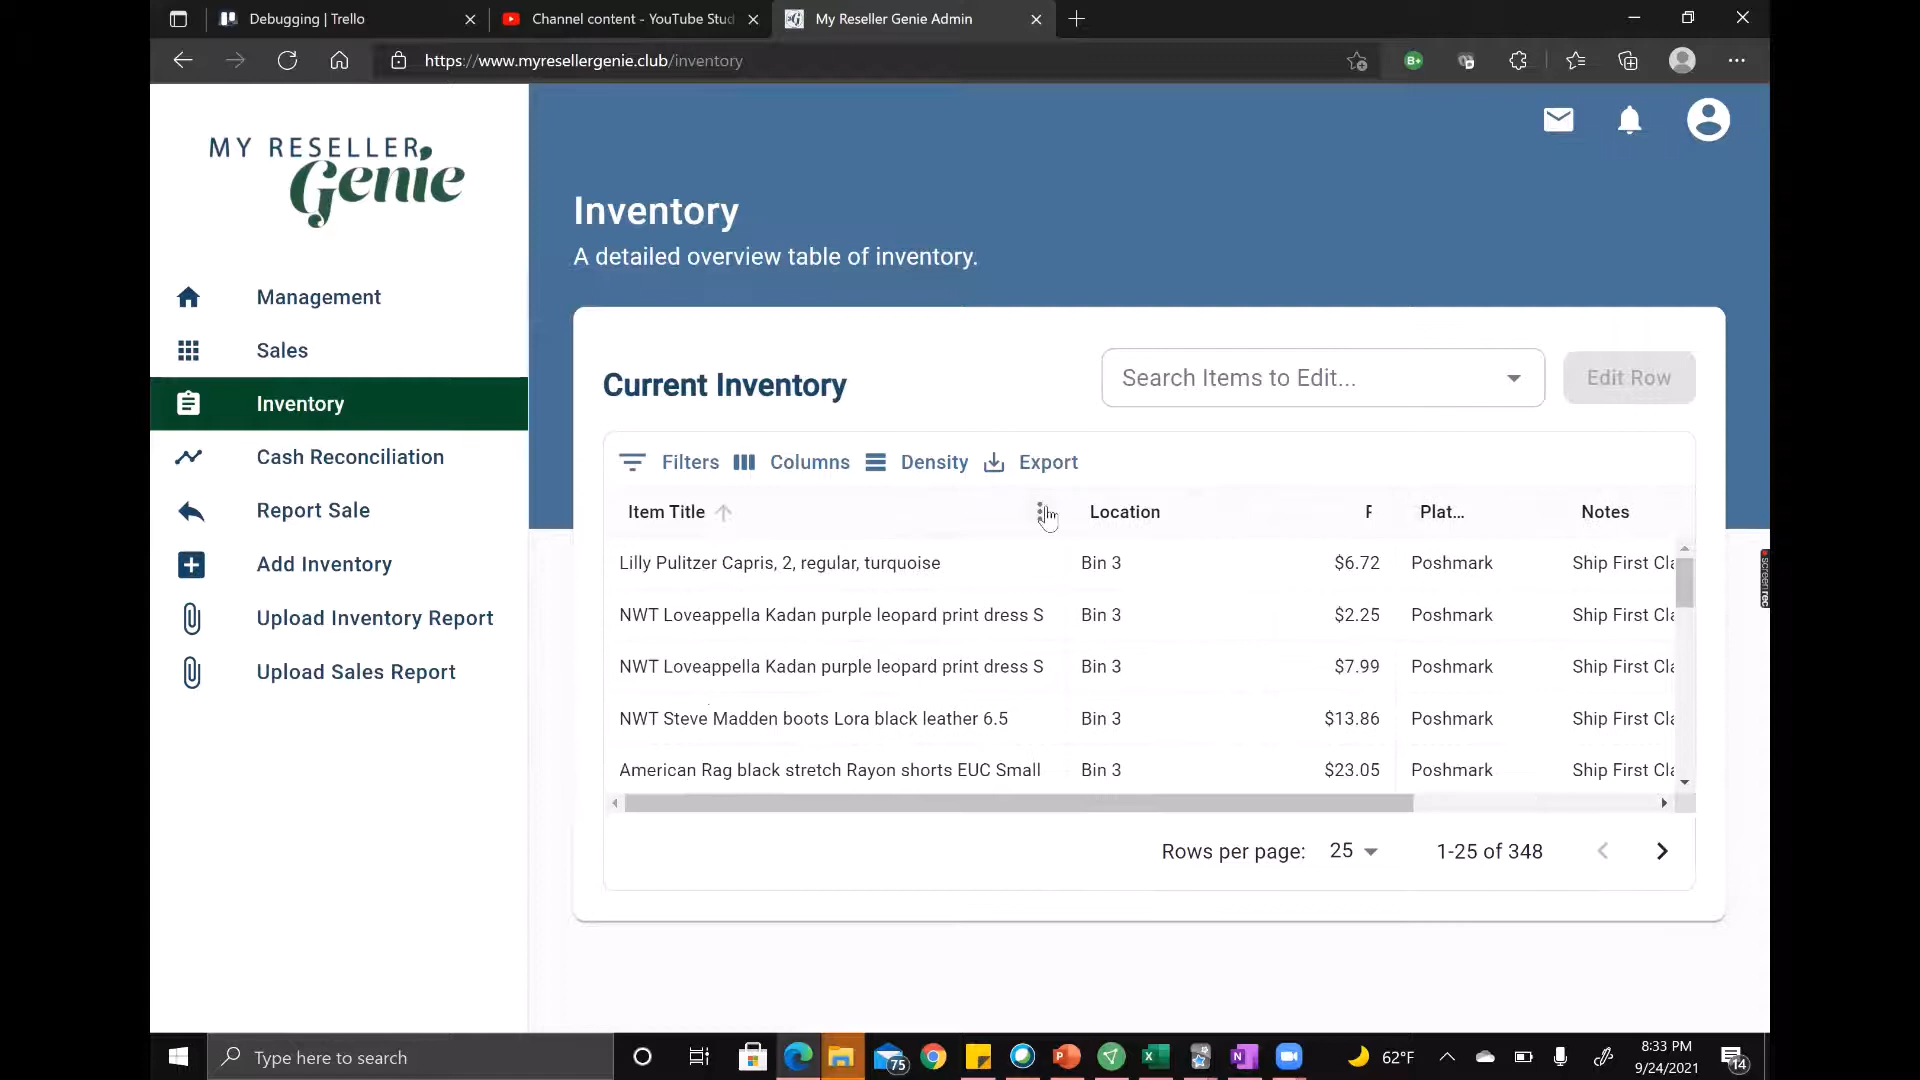 Debugging | Trello
Channel content - YouTube Stud
My Reseller Genie Admin
https://www.myresellergenie.club/inventory
MY RESELLER
Genie
Management
Sales
Inventory
Cash Reconciliation
Report Sale
Add Inventory
Upload Inventory Report
Upload Sales Report
Inventory
A detailed overview table of inventory.
Current Inventory
Search Items to Edit...
Edit Row
Filters Columns Density Export
Item Title Location P Plat... Notes
Lilly Pulitzer Capris, 2, regular, turquoise Bin 3 $6.72 Poshmark Ship First Cla
NWT Loveappella Kadan purple leopard print dress S Bin 3 $2.25 Poshmark Ship First Cla
NWT Loveappella Kadan purple leopard print dress S Bin 3 $7.99 Poshmark Ship First Cla
NWT Steve Madden boots Lora black leather 6.5 Bin 3 $13.86 Poshmark Ship First Cla
American Rag black stretch Rayon shorts EUC Small Bin 3 $23.05 Poshmark Ship First Cla
Rows per page: 25 1-25 of 348
screenrec
Type here to search
75
62°F
8:33 PM
9/24/2021
14